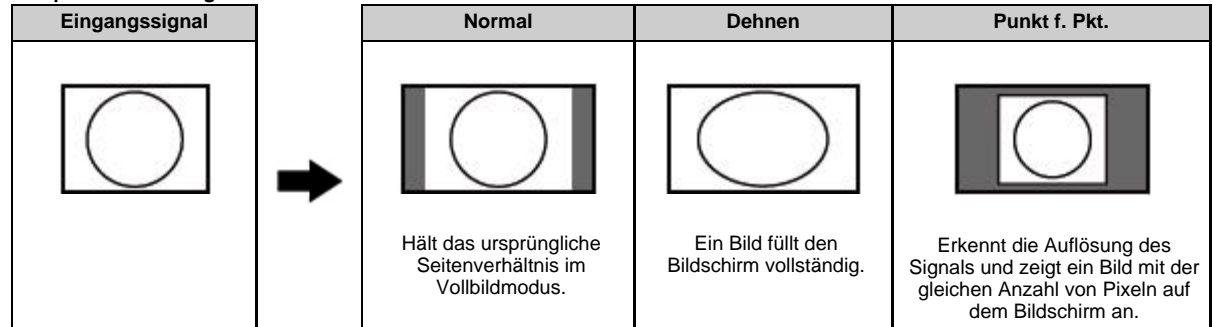 Eingangssignal
Normal
Dehnen
Punkt f. Pkt.
Hält das ursprüngliche
Seitenverhältnis im
Vollbildmodus.
Ein Bild füllt den
Bildschirm vollständig.
Erkennt die Auflösung des
Signals und zeigt ein Bild mit der
gleichen Anzahl von Pixeln auf
dem Bildschirm an.